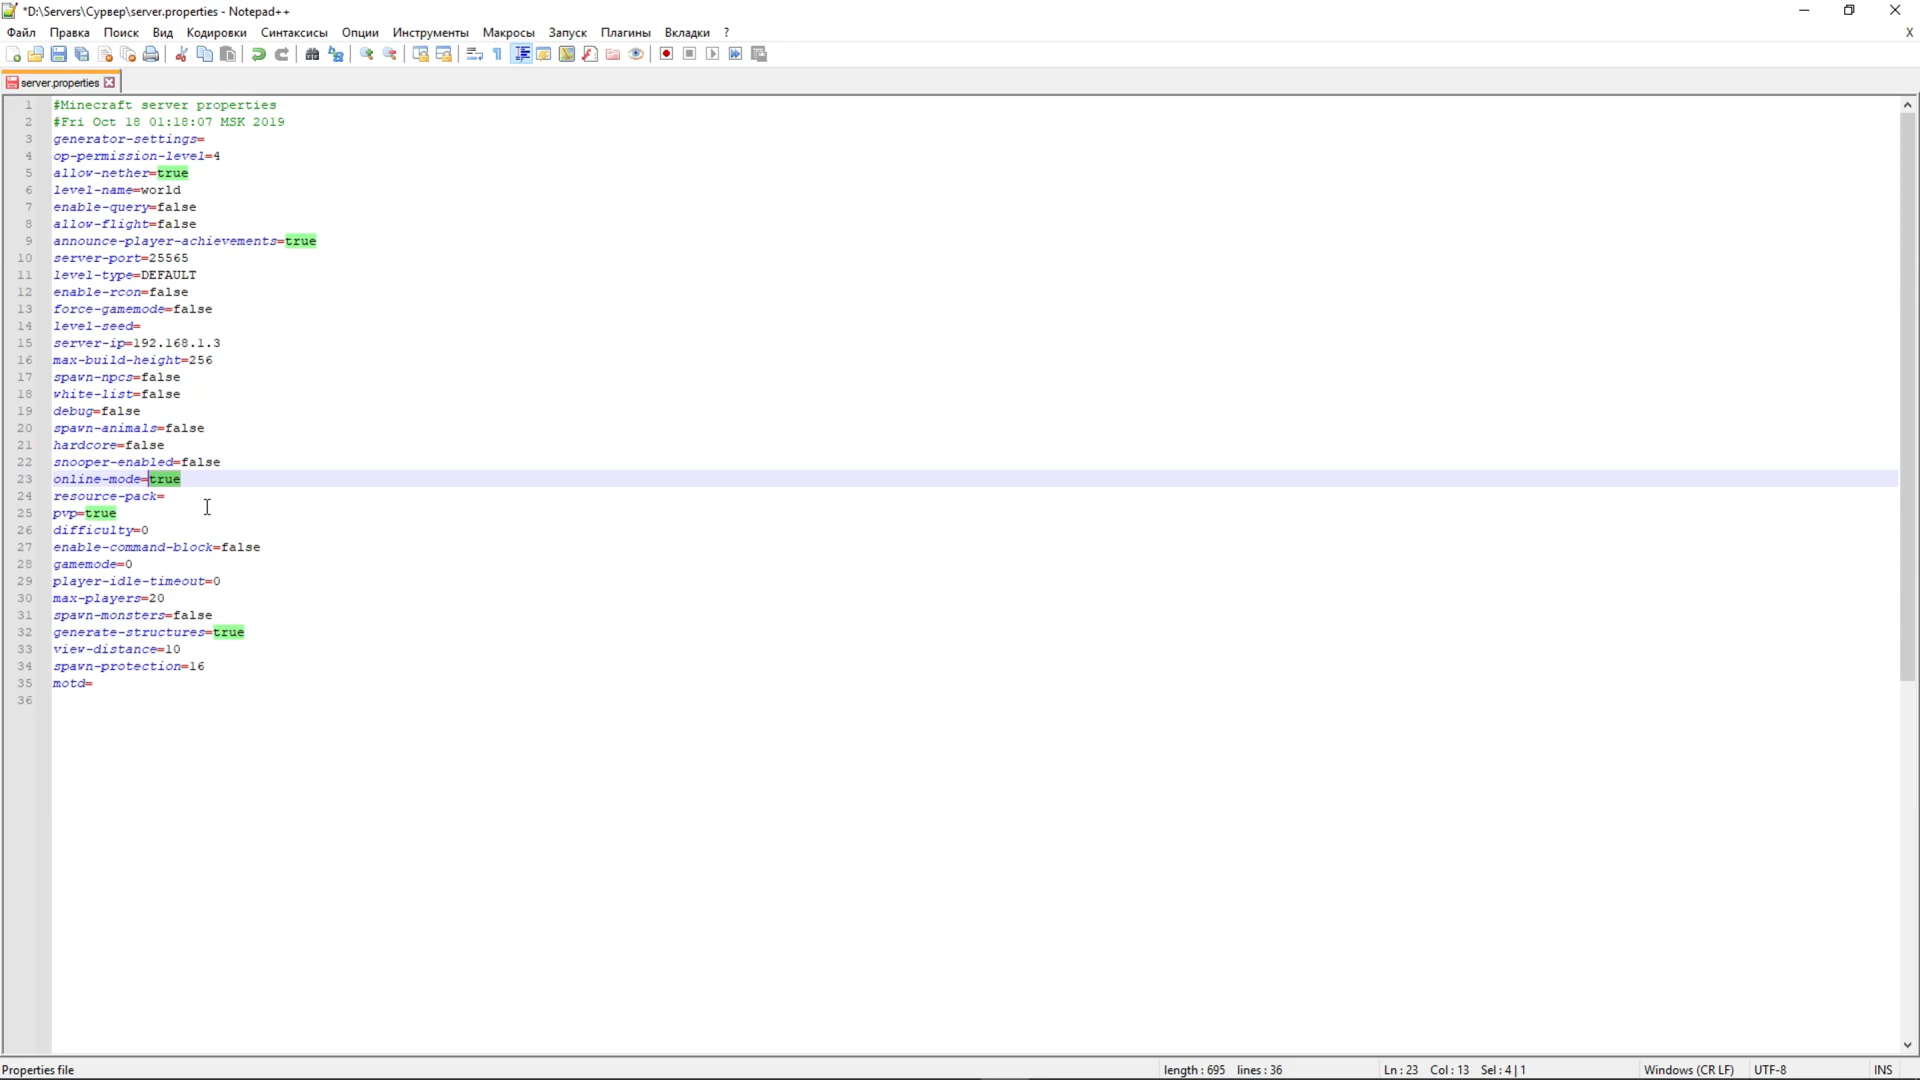 *D:\Servers\Сурвер\server.properties - Notepad++
Файл Правка Поиск Вид Кодировки Синтаксисы Опции Инструменты Макросы Запуск Плагины Вкладки ? X
server.properties
1 #Minecraft server properties
2 #Fri Oct 18 01:18:07 MSK 2019
3 generator-settings=
4 op-permission-level=4
5 allow-nether=true
6 level-name=world
7 enable-query=false
8 allow-flight=false
9 announce-player-achievements=true
10 server-port=25565
11 level-type=DEFAULT
12 enable-rcon=false
13 force-gamemode=false
14 level-seed=
15 server-ip=192.168.1.3
16 max-build-height=256
17 spawn-npcs=false
18 white-list=false
19 debug=false
20 spawn-animals=false
21 hardcore=false
22 snooper-enabled=false
23 online-mode=true
24 resource-pack=
25 pvp=true
26 difficulty=0
27 enable-command-block=false
28 gamemode=0
29 player-idle-timeout=0
30 max-players=20
31 spawn-monsters=false
32 generate-structures=true
33 view-distance=10
34 spawn-protection=16
35 motd=
36
Properties file length : 695 lines : 36 Ln : 23 Col : 13 Sel : 4 | 1 Windows (CR LF) UTF-8 INS